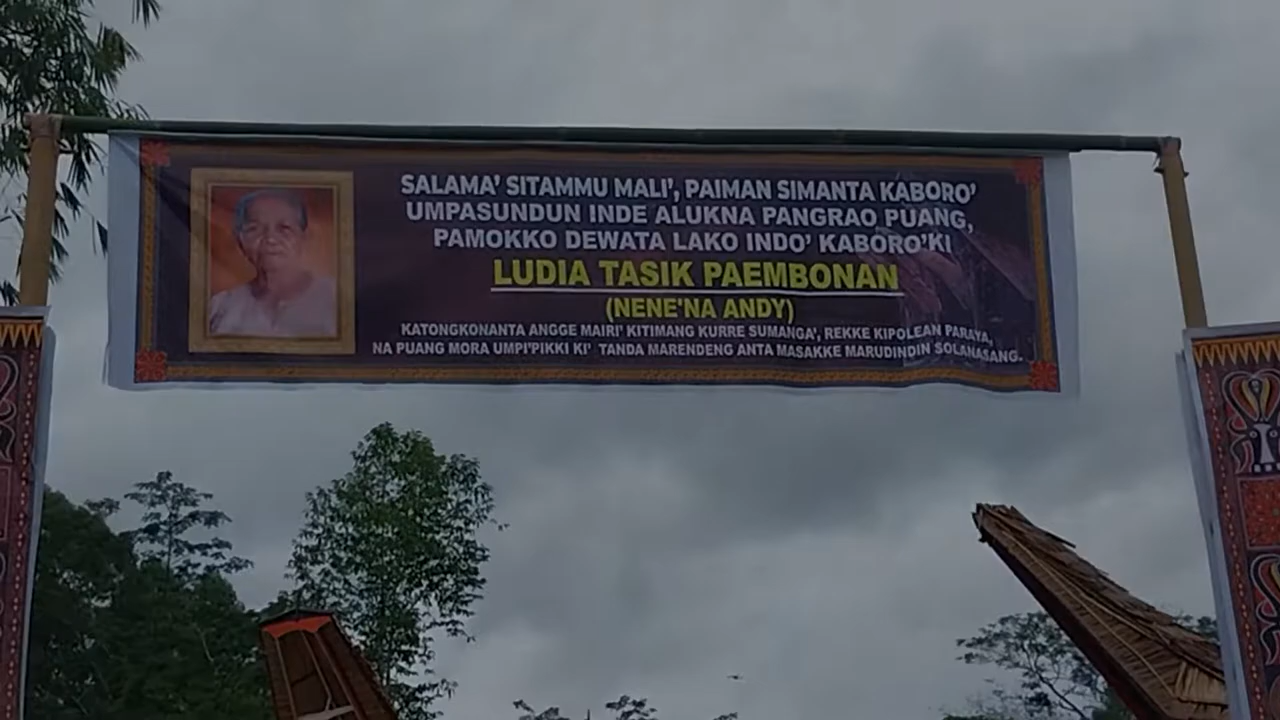 SALAMA' SITAMMU MALI', PAIMAN SIMANTA KABORO'
UMPASUNDUN INDE ALUKNA PANGRAO PUANG,
PAMOKKO DEWATA LAKO INDO' KABORO'KI
LUDIA TASIK PAEMBONAN
(NENE'NA ANDY)
KATONGKONANTA ANGGE MAIRI' KITIMANG KURRE SUMANGA', REKKE KIPOLEAN PARAYA,
NA PUANG MORA UMPI'PIKKI KI' TANDA MARENDENG ANTA MASAKKE MARUDINDIN SOLANASANG.